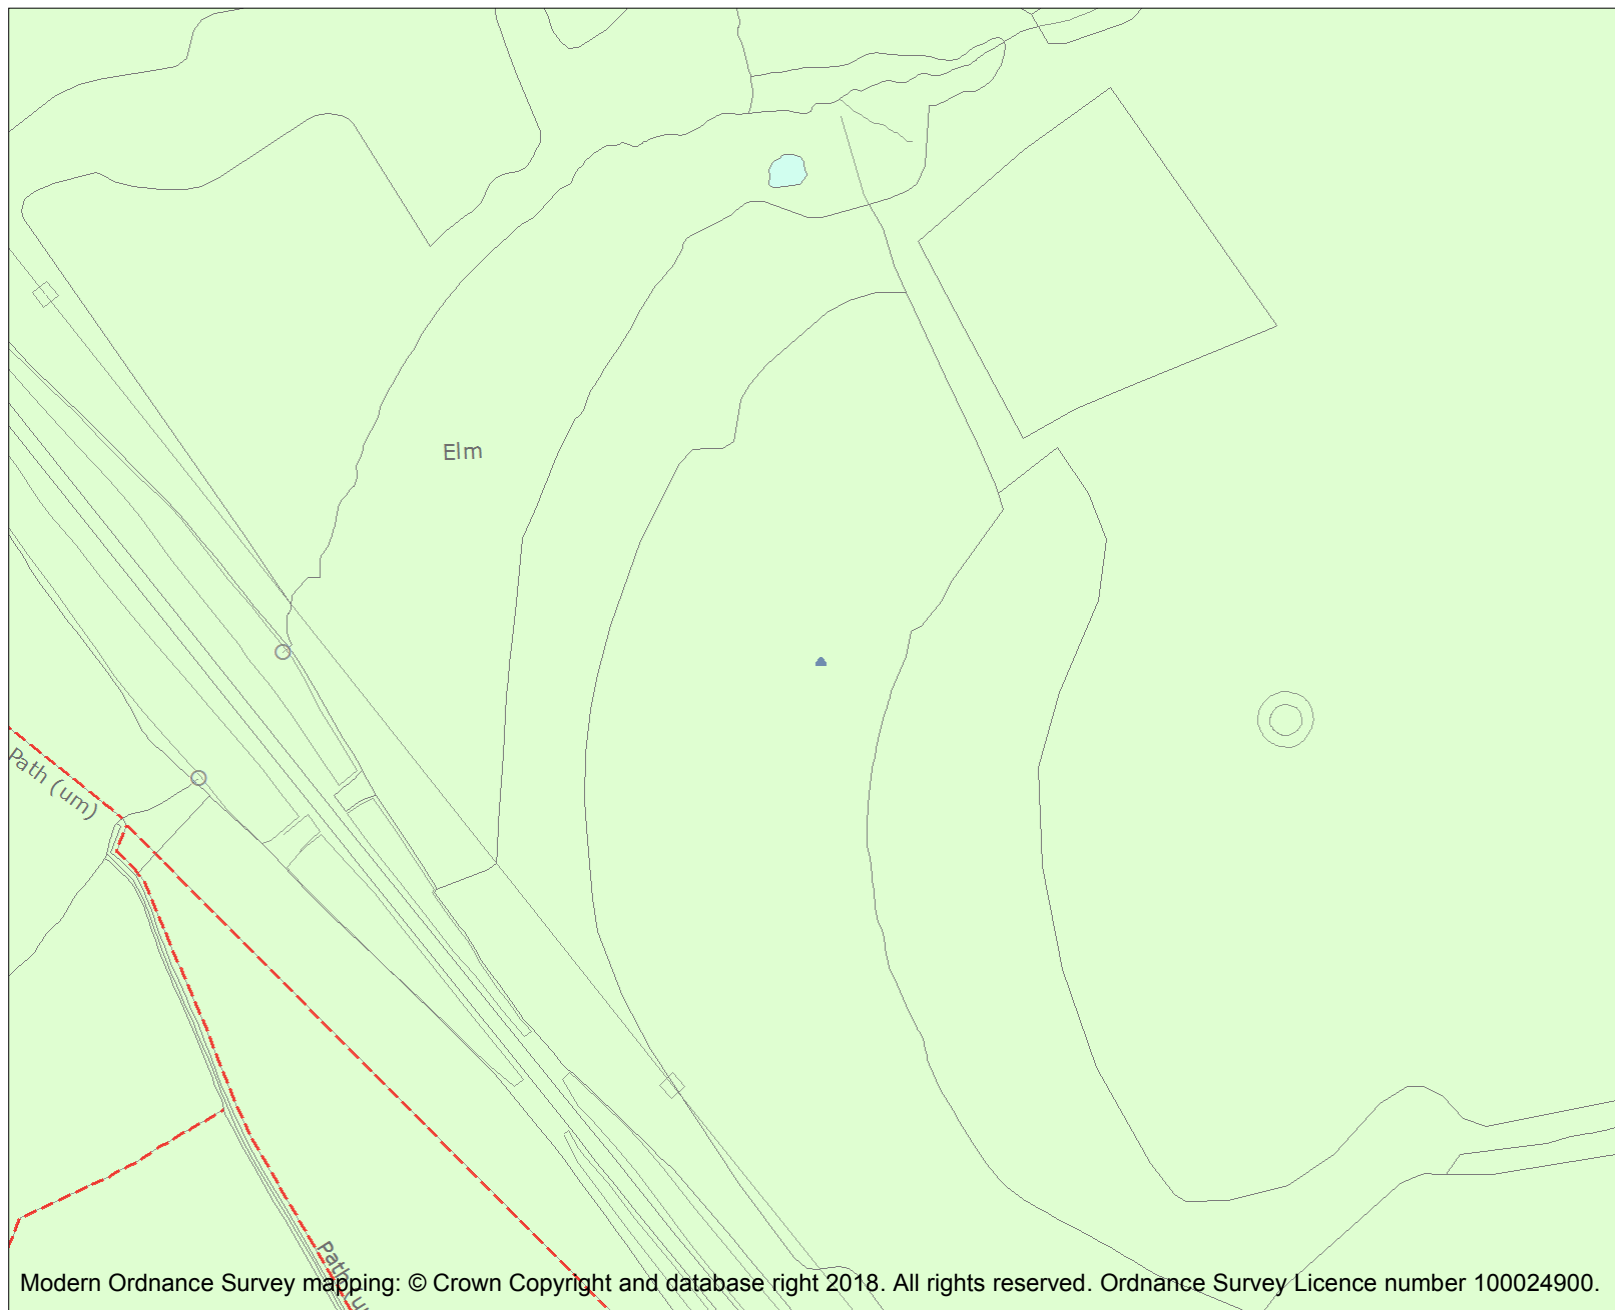 Elm
Path (um)
Path (u
Modern Ordnance Survey mapping: © Crown Copyright and database right 2018. All rights reserved. Ordnance Survey Licence number 100024900.